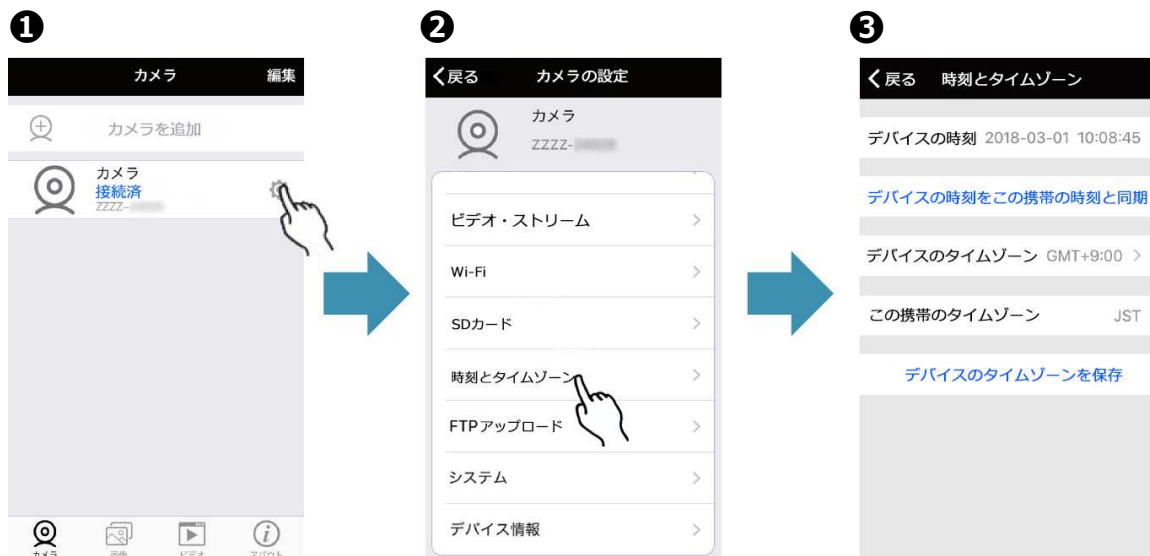 ❶
カメラ
編集
カメラを追加
カメラ
接続済
ZZZZ-
カメラ
画像
ビデオ
アバウト
❷
戻る
カメラの設定
カメラ
ZZZZ-
ビデオ・ストリーム
Wi-Fi
SDカード
時刻とタイムゾーン
FTPアップロード
システム
デバイス情報
❸
戻る
時刻とタイムゾーン
デバイスの時刻 2018-03-01 10:08:45
デバイスの時刻をこの携帯の時刻と同期
デバイスのタイムゾーン GMT+9:00
この携帯のタイムゾーン JST
デバイスのタイムゾーンを保存